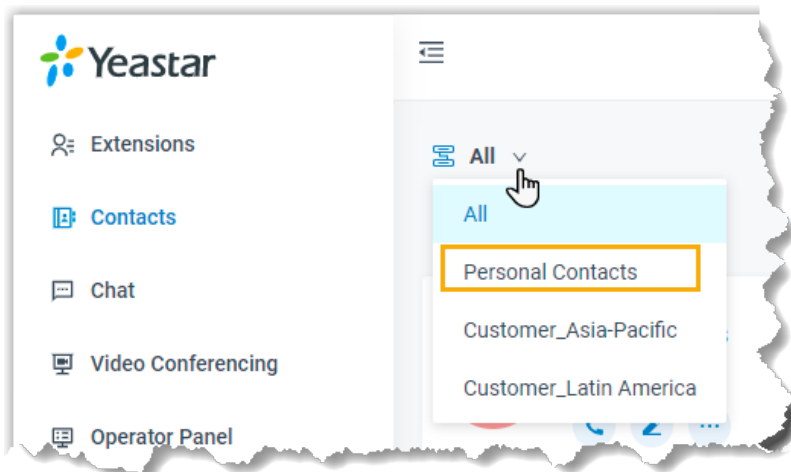 Yeastar
Extensions
Contacts
Chat
Video Conferencing
Operator Panel
All
All
Personal Contacts
Customer_Asia-Pacific
Customer_Latin America